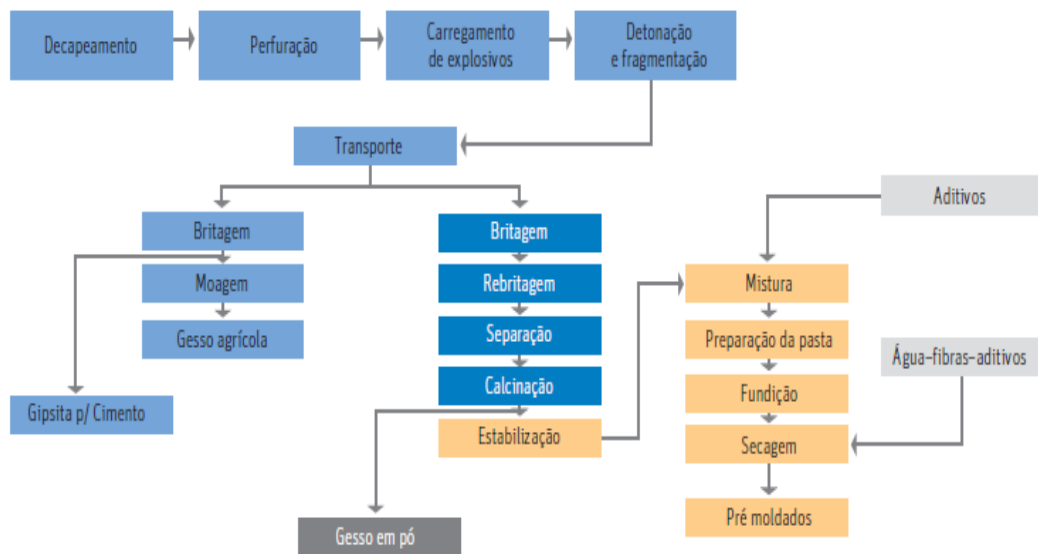 Decapeamento
Perfuração
Carregamento
de explosivos
Detonação
e fragmentação
Transporte
Britagem
Moagem
Gesso agrícola
Gipsita p/ Cimento
Britagem
Rebritagem
Separação
Calcinação
Estabilização
Gesso em pó
Aditivos
Mistura
Preparação da pasta
Água-fibras-aditivos
Fundição
Secagem
Pré moldados